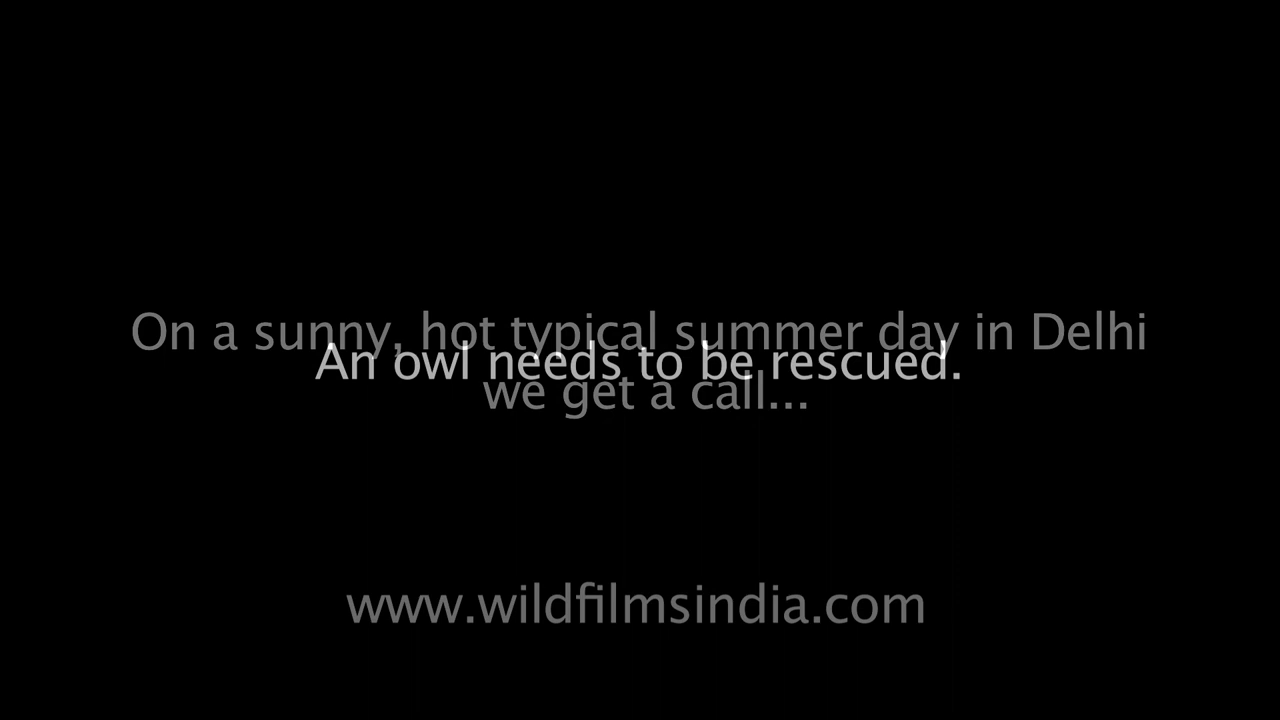 On a sunny, hot typical summer day in Delhi
An owl needs to be rescued.
we get a call...
www.wildfilmsindia.com